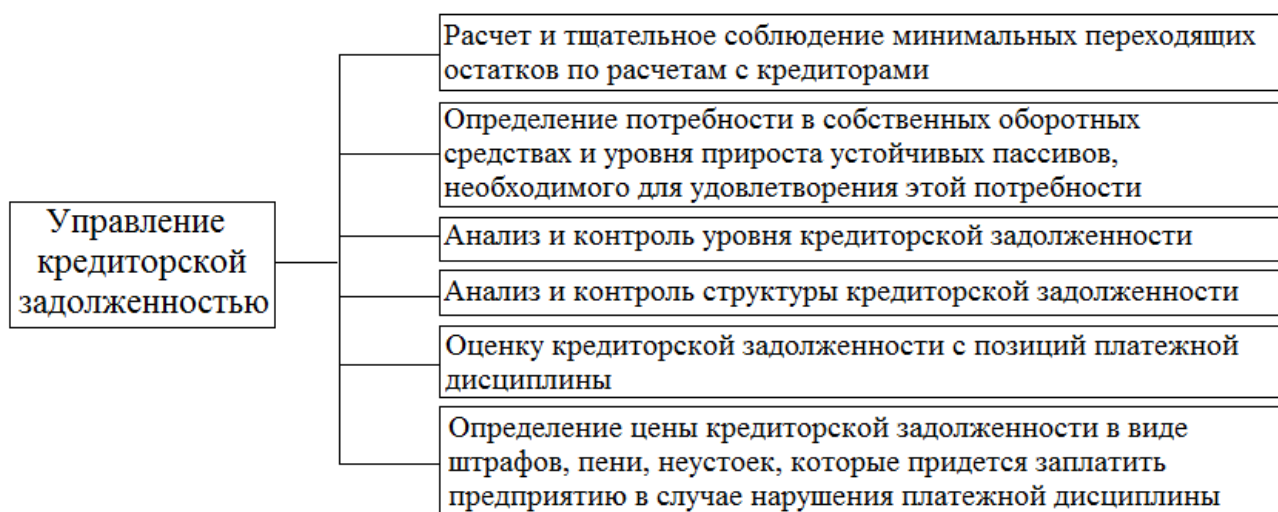 Управление
кредиторской
задолженностью
Расчет и тщательное соблюдение минимальных переходящих
остатков по расчетам с кредиторами
Определение потребности в собственных оборотных
средствах и уровня прироста устойчивых пассивов,
необходимого для удовлетворения этой потребности
Анализ и контроль уровня кредиторской задолженности
Анализ и контроль структуры кредиторской задолженности
Оценку кредиторской задолженности с позиций платежной
дисциплины
Определение цены кредиторской задолженности в виде
штрафов, пени, неустоек, которые придется заплатить
предприятию в случае нарушения платежной дисциплины